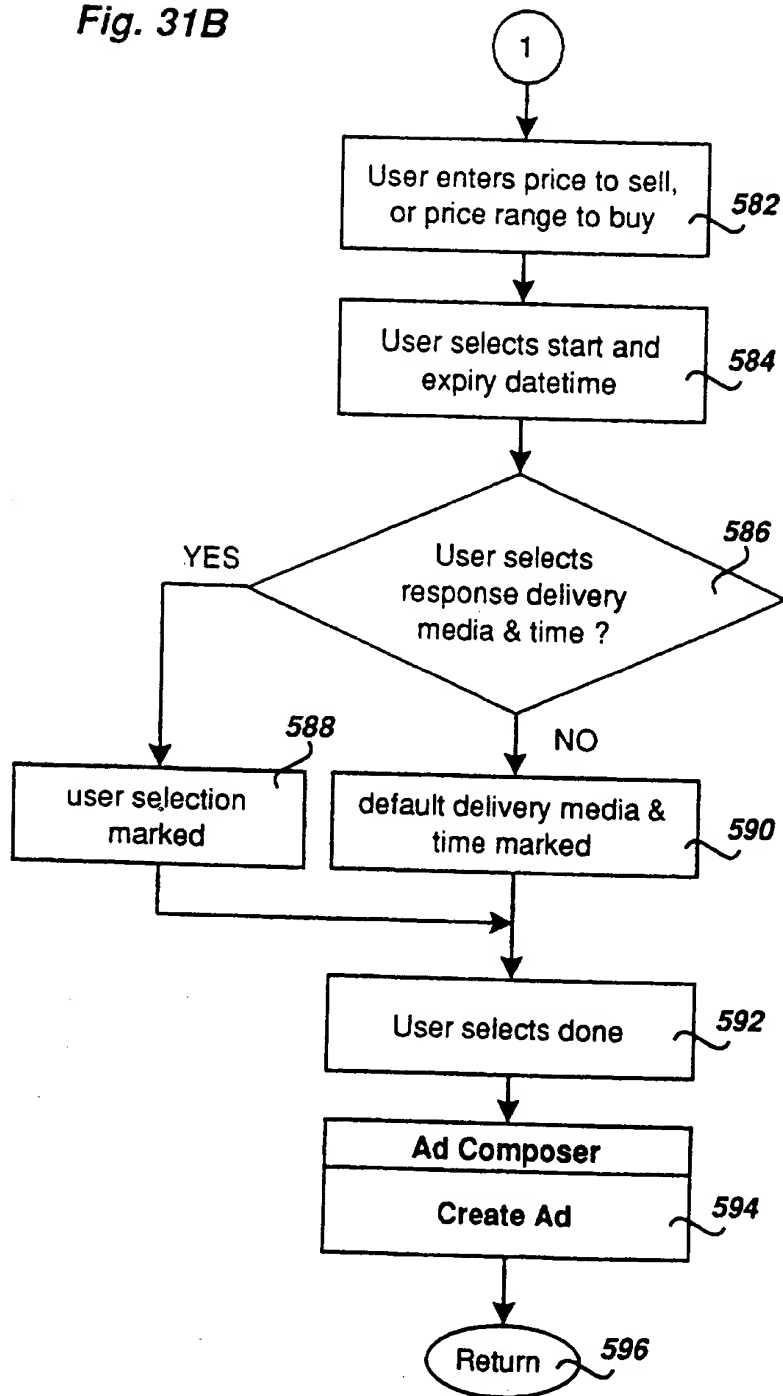 Fig. 31B
1
User enters price to sell,
or price range to buy
582
User selects start and
expiry datetime
584
586
YES
User selects
response delivery
media & time ?
588
NO
user selection
marked
default delivery media &
time marked
590
User selects done
592
Ad Composer
Create Ad
594
Return
596